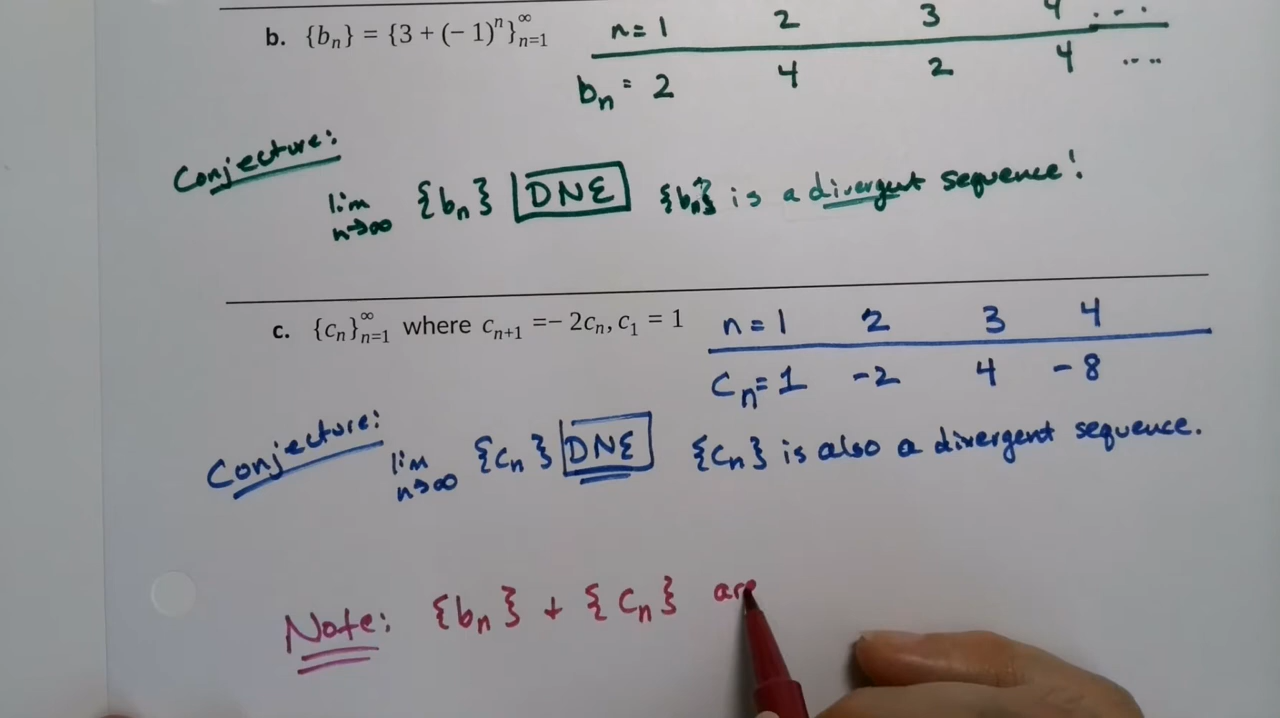 b. {bₙ} = {3 + (− 1)ⁿ}∞ₙ₌₁ n = 1 2 3 4 ....
bₙ = 2 4 2 4 ....
Conjecture:
lim n→∞ {bₙ} DNE {bₙ} is a divergent sequence!
c. {cₙ}∞ₙ₌₁ where cₙ₊₁ =− 2cₙ, c₁ = 1 n = 1 2 3 4
Cₙ = 1 -2 4 -8
Conjecture:
lim n→∞ {cₙ} DNE {cₙ} is also a divergent sequence.
Note: {bₙ} + {cₙ} are